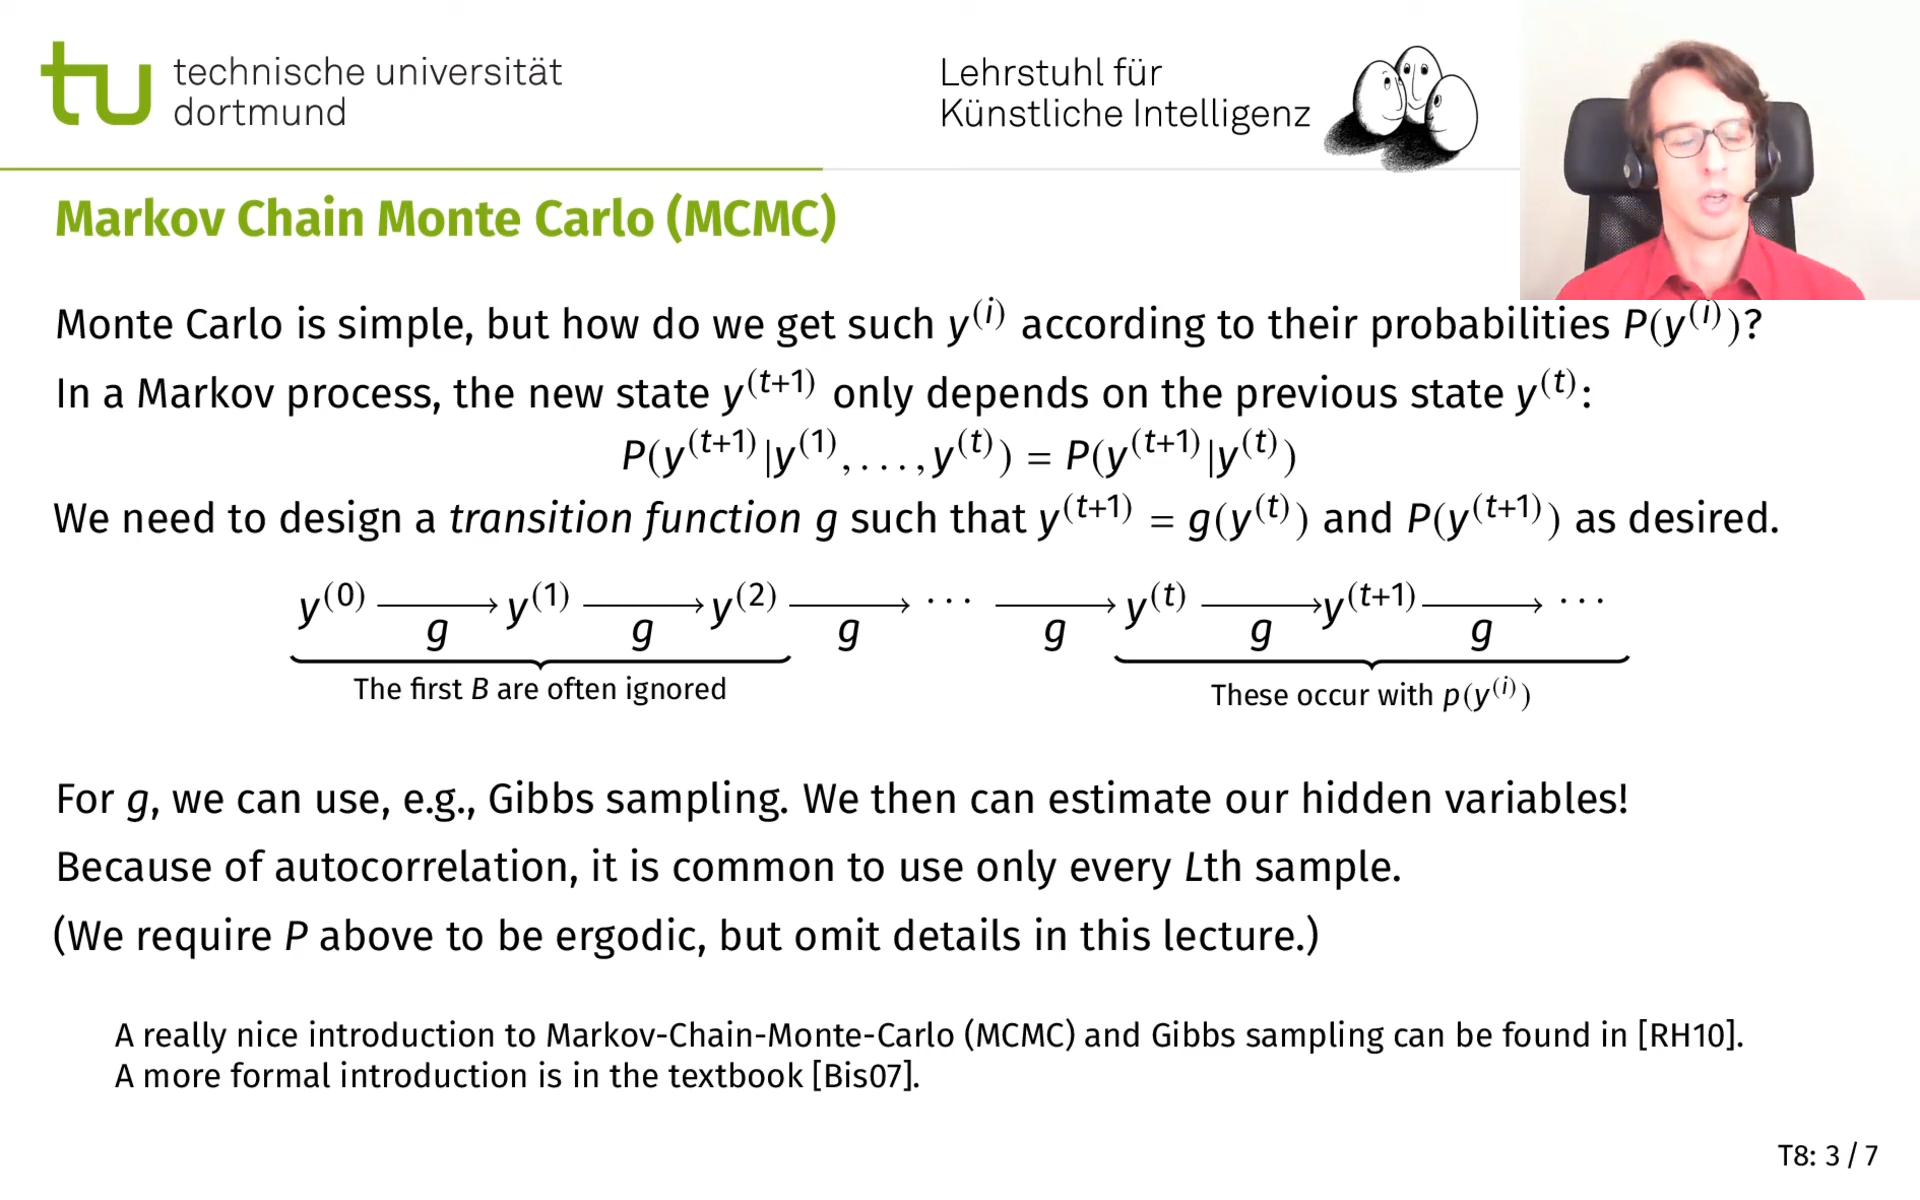 tu technische universität
dortmund
Lehrstuhl für
Künstliche Intelligenz
Markov Chain Monte Carlo (MCMC)
Monte Carlo is simple, but how do we get such y^(i) according to their probabilities P(y^(i))?
In a Markov process, the new state y^(t+1) only depends on the previous state y^(t):
P(y^(t+1)|y^(1),...,y^(t)) = P(y^(t+1)|y^(t))
We need to design a transition function g such that y^(t+1) = g(y^(t)) and P(y^(t+1)) as desired.
y^(0) → y^(1) → y^(2) → ··· → y^(t) → y^(t+1) → ···
g g g g g g
The first B are often ignored
These occur with p(y^(i))
For g, we can use, e.g., Gibbs sampling. We then can estimate our hidden variables!
Because of autocorrelation, it is common to use only every Lth sample.
(We require P above to be ergodic, but omit details in this lecture.)
A really nice introduction to Markov-Chain-Monte-Carlo (MCMC) and Gibbs sampling can be found in [RH10].
A more formal introduction is in the textbook [Bis07].
T8: 3 / 7